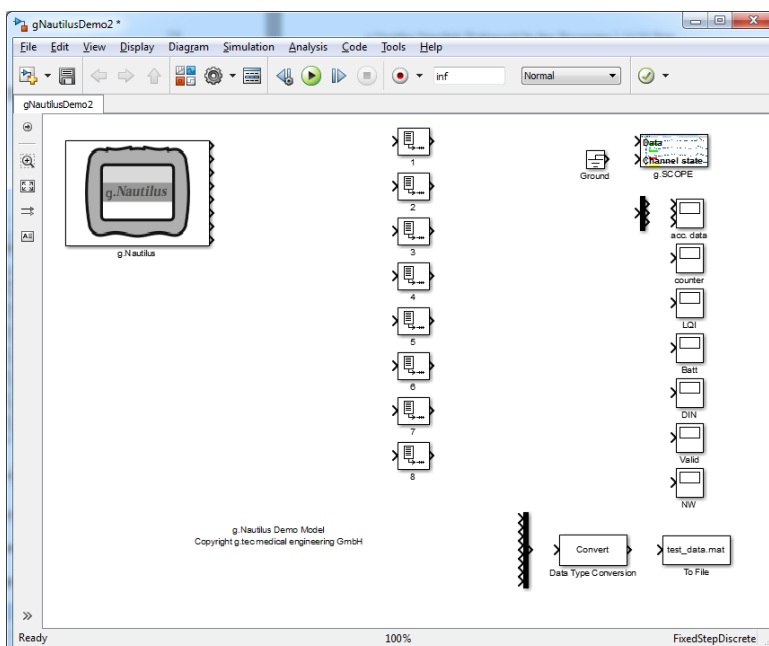 gNautilusDemo2 *
File Edit View Display Diagram Simulation Analysis Code Tools Help
inf Normal
gNautilusDemo2
g.Nautilus
g.Nautilus
1
2
3
4
5
6
7
8
Ground
Data
Channel state
g.SCOPE
acc. data
counter
LQI
Batt
DIN
Valid
NW
g.Nautilus Demo Model
Copyright g.tec medical engineering GmbH
Convert
Data Type Conversion
test_data.mat
To File
Ready 100% FixedStepDiscrete